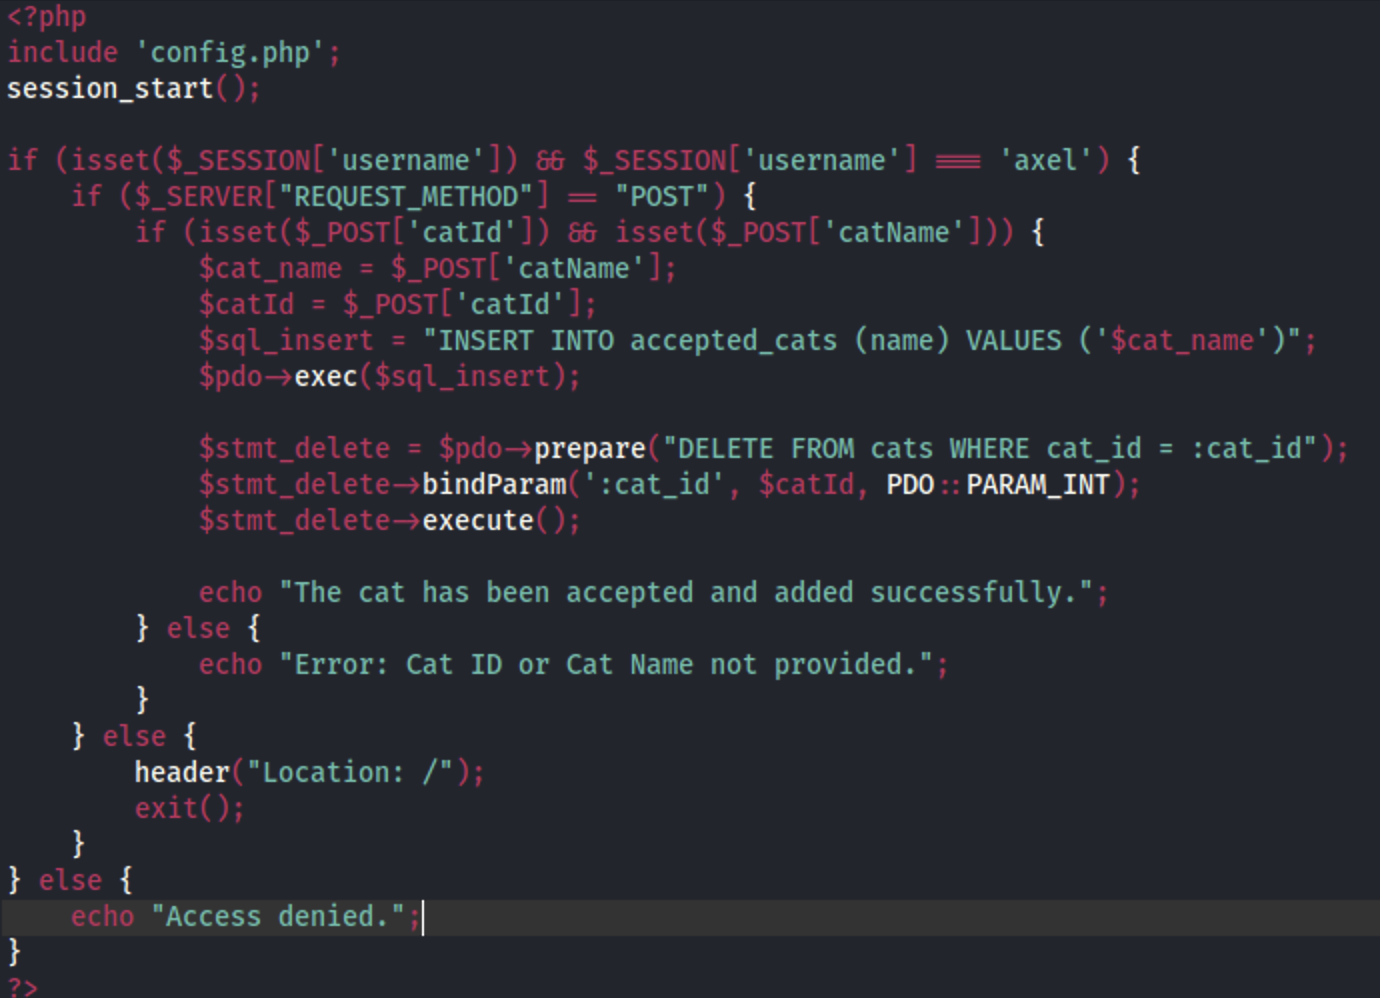 <?php
include 'config.php';
session_start();

if (isset($_SESSION['username']) && $_SESSION['username'] === 'axel') {
    if ($_SERVER["REQUEST_METHOD"] == "POST") {
        if (isset($_POST['catId']) && isset($_POST['catName'])) {
            $cat_name = $_POST['catName'];
            $catId = $_POST['catId'];
            $sql_insert = "INSERT INTO accepted_cats (name) VALUES ('$cat_name')";
            $pdo->exec($sql_insert);

            $stmt_delete = $pdo->prepare("DELETE FROM cats WHERE cat_id = :cat_id");
            $stmt_delete->bindParam(':cat_id', $catId, PDO::PARAM_INT);
            $stmt_delete->execute();

            echo "The cat has been accepted and added successfully.";
        } else {
            echo "Error: Cat ID or Cat Name not provided.";
        }
    } else {
        header("Location: /");
        exit();
    }
} else {
    echo "Access denied.";
}
?>